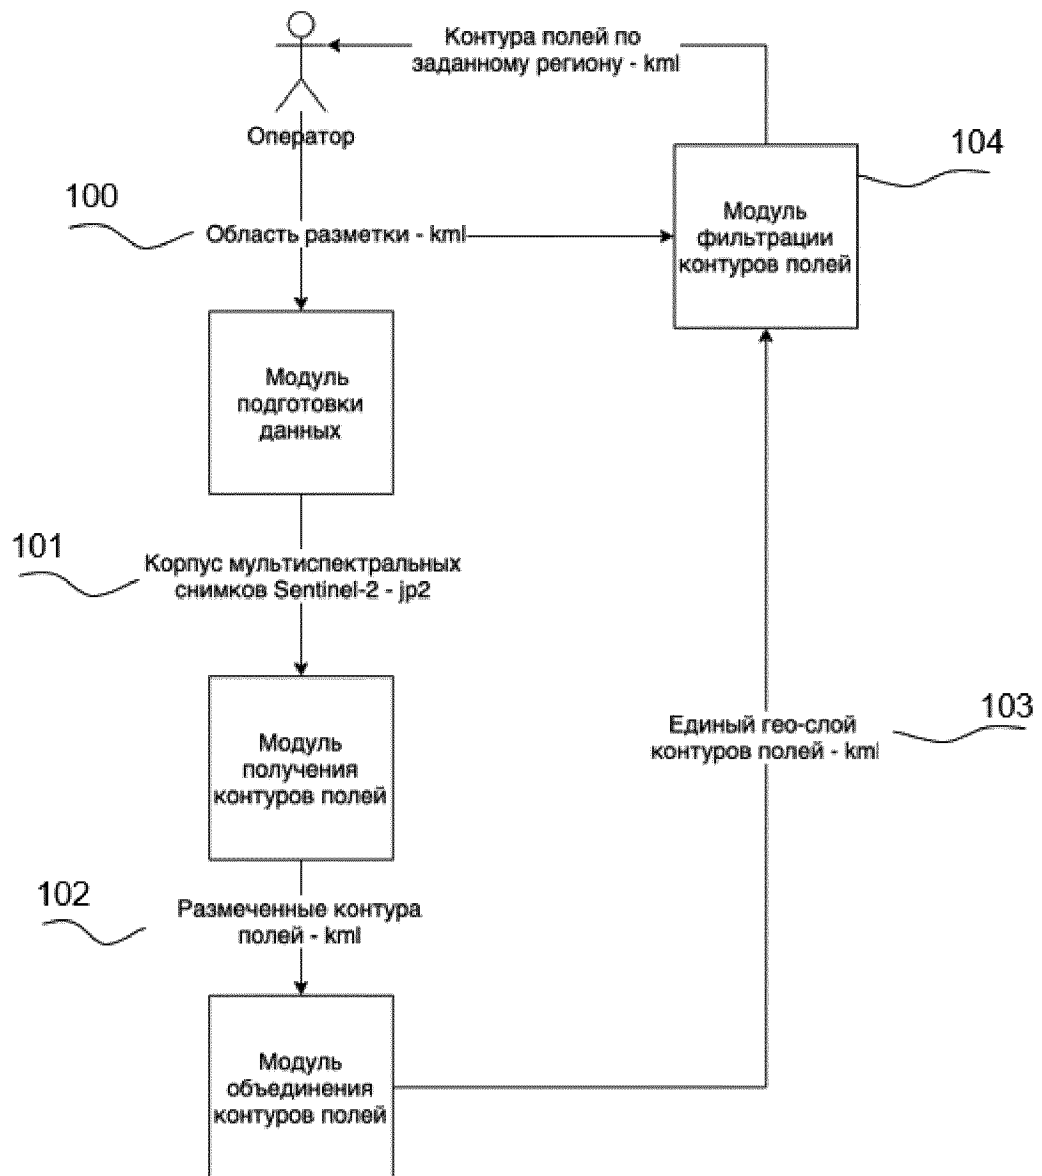 Контура полей по
заданному региону - kml
Оператор
104
100
Модуль
фильтрации
контуров полей
Область разметки - kml
Модуль
подготовки
данных
101
Корпус мультиспектральных
снимков Sentinel-2 - jp2
103
Единый гео-слой
контуров полей - kml
Модуль
получения
контуров полей
102
Размеченные контура
полей - kml
Модуль
объединения
контуров полей